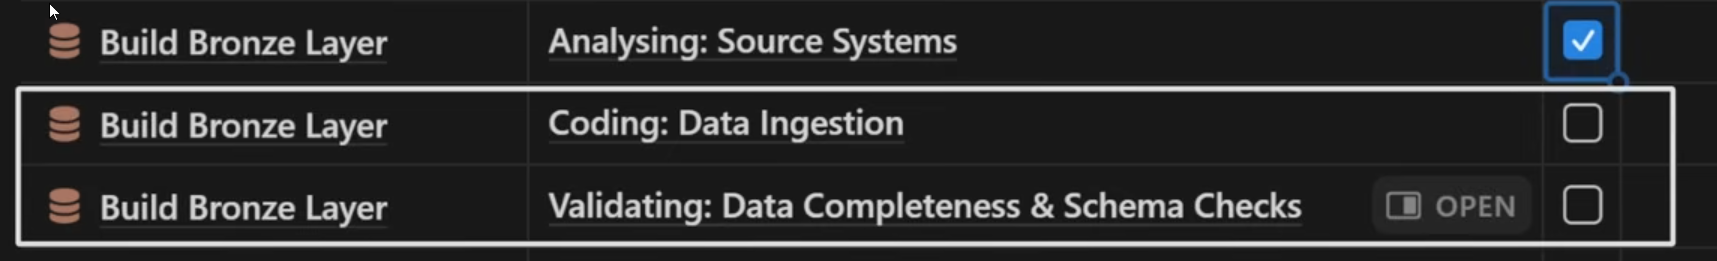 Build Bronze Layer Analysing: Source Systems
Build Bronze Layer Coding: Data Ingestion
Build Bronze Layer Validating: Data Completeness & Schema Checks OPEN